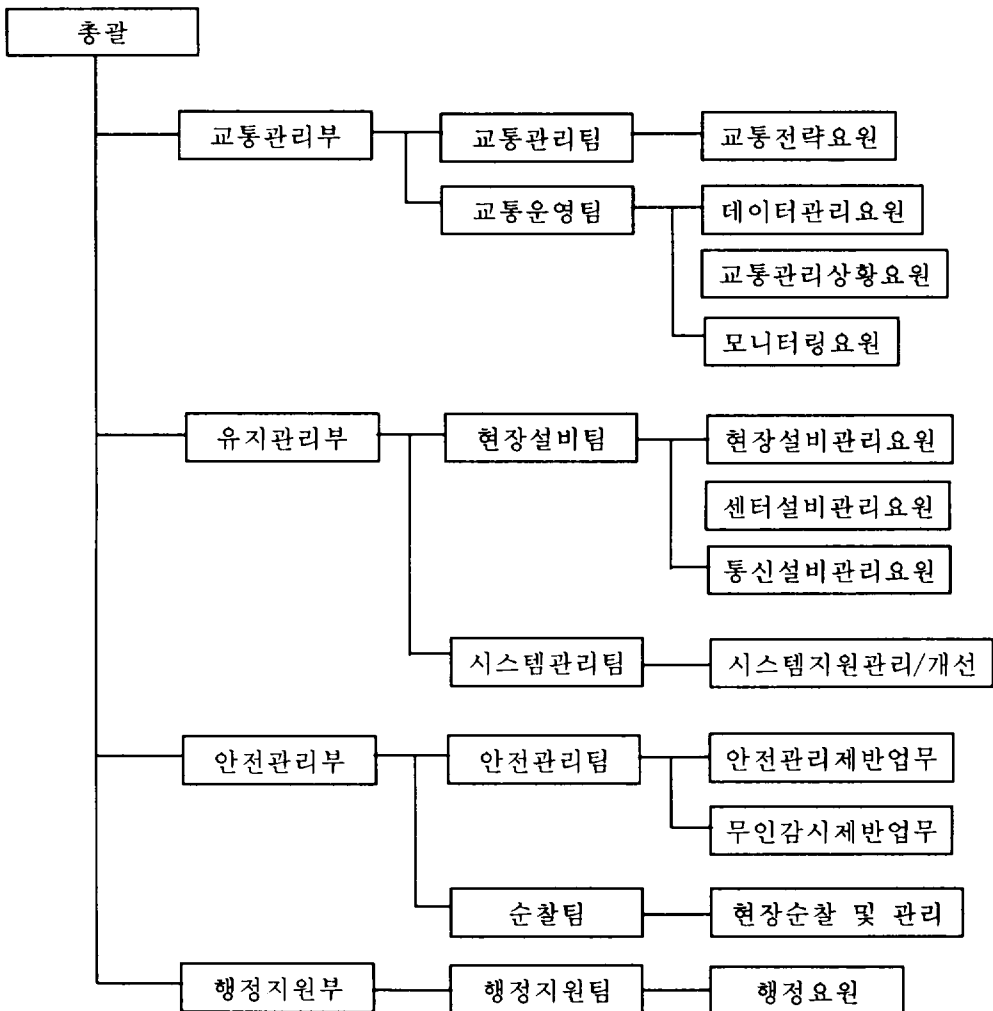 총괄
교통관리부
교통관리팀
교통전략요원
교통운영팀
데이터관리요원
교통관리상황요원
모니터링요원
유지관리부
현장설비팀
현장설비관리요원
센터설비관리요원
통신설비관리요원
시스템관리팀
시스템지원관리/개선
안전관리부
안전관리팀
안전관리제반업무
무인감시제반업무
순찰팀
현장순찰 및 관리
행정지원부
행정지원팀
행정요원